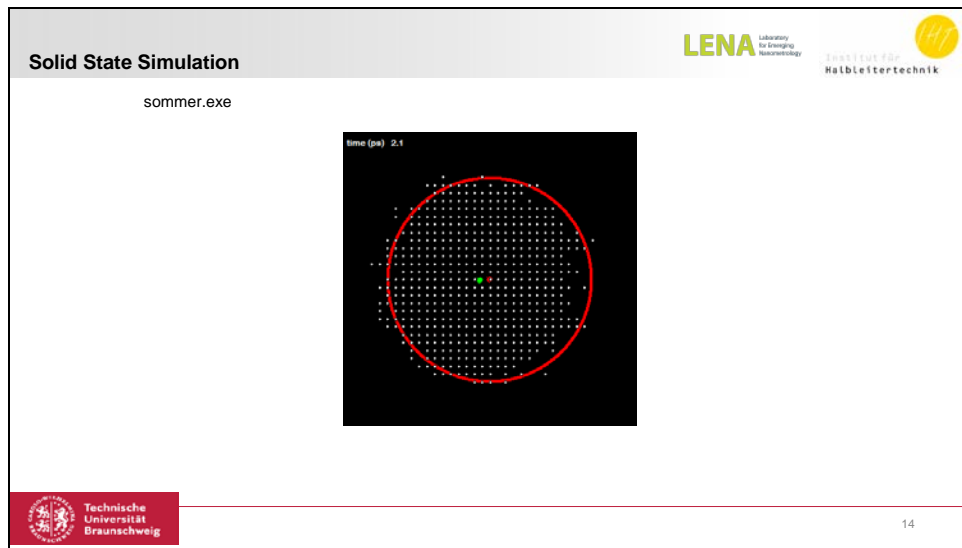 Solid State Simulation
LENA Laboratory
for Emerging
Nanometrology
Institut für
Halbleitertechnik
iht
sommer.exe
time (ps) 2.1
Technische
Universität
Braunschweig
14